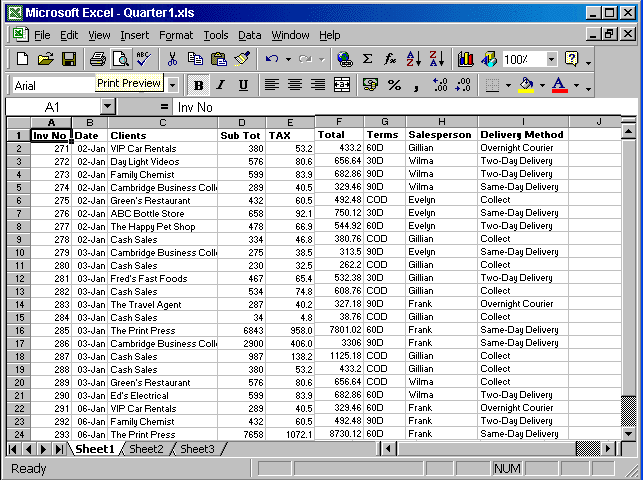 Microsoft Excel - Quarter1.xls
File Edit View Insert Format Tools Data Window Help
ABC Σ fx A Z 100% ?
Arial Print Preview B I U $ % , +.0 .00 .00 +.0 A
A1 = Inv No
A B C D E F G H I J
1 Inv No Date Clients Sub Tot TAX Total Terms Salesperson Delivery Method
2 271 02-Jan VIP Car Rentals 380 53.2 433.2 60D Gillian Overnight Courier
3 272 02-Jan Day Light Videos 576 80.6 656.64 30D Wilma Two-Day Delivery
4 273 02-Jan Family Chemist 599 83.9 682.86 90D Wilma Two-Day Delivery
5 274 02-Jan Cambridge Business Coll 289 40.5 329.46 90D Wilma Same-Day Delivery
6 275 02-Jan Green's Restaurant 432 60.5 492.48 COD Evelyn Collect
7 276 02-Jan ABC Bottle Store 658 92.1 750.12 30D Evelyn Two-Day Delivery
8 277 02-Jan The Happy Pet Shop 478 66.9 544.92 60D Evelyn Two-Day Delivery
9 278 02-Jan Cash Sales 334 46.8 380.76 COD Gillian Collect
10 279 03-Jan Cambridge Business Coll 275 38.5 313.5 90D Evelyn Same-Day Delivery
11 280 03-Jan Cash Sales 230 32.5 262.2 COD Gillian Collect
12 281 03-Jan Fred's Fast Foods 467 65.4 532.38 30D Gillian Two-Day Delivery
13 282 03-Jan Cash Sales 534 74.8 608.76 COD Gillian Collect
14 283 03-Jan The Travel Agent 287 40.2 327.18 90D Frank Overnight Courier
15 284 03-Jan Cash Sales 34 4.8 38.76 COD Gillian Collect
16 285 03-Jan The Print Press 6843 958.0 7801.02 60D Frank Same-Day Delivery
17 286 03-Jan Cambridge Business Coll 2900 406.0 3306 90D Frank Same-Day Delivery
18 287 03-Jan Cash Sales 987 138.2 1125.18 COD Gillian Collect
19 288 03-Jan Cash Sales 380 53.2 433.2 COD Gillian Collect
20 289 03-Jan Green's Restaurant 576 80.6 656.64 COD Wilma Collect
21 290 03-Jan Ed's Electrical 599 83.9 682.86 60D Wilma Two-Day Delivery
22 291 06-Jan VIP Car Rentals 289 40.5 329.46 60D Frank Overnight Courier
23 292 06-Jan Family Chemist 432 60.5 492.48 90D Frank Two-Day Delivery
24 293 06-Jan The Print Press 7658 1072.1 8730.12 60D Frank Same-Day Delivery
Sheet1 Sheet2 Sheet3
Ready NUM